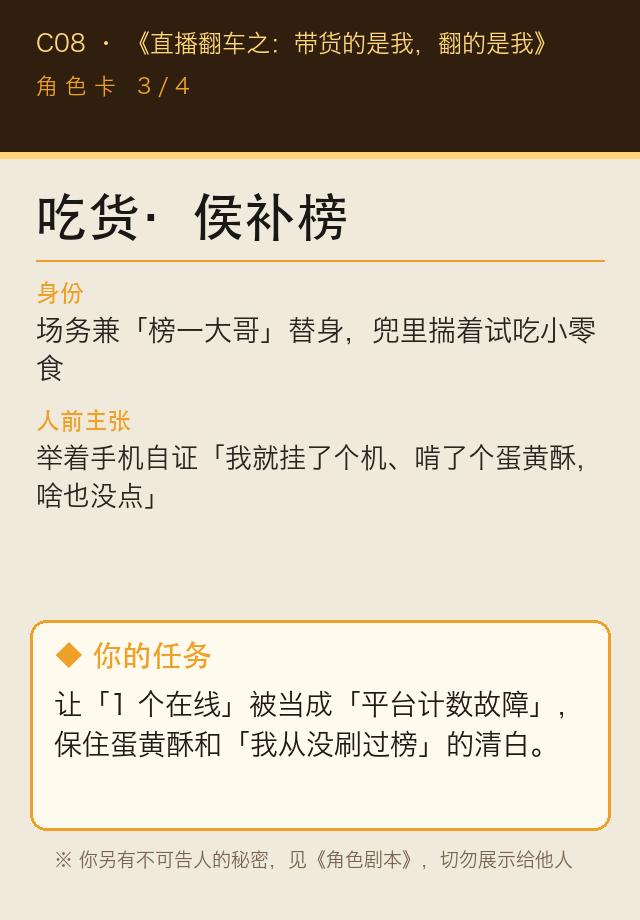 C08 · 《直播翻车之：带货的是我，翻的是我》
角色卡 3/4
吃货· 侯补榜
身份
场务兼「榜一大哥」替身，兜里揣着试吃小零
食
人前主张
举着手机自证「我就挂了个机、啃了个蛋黄酥，
啥也没点」
◆ 你的任务
让「1 个在线」被当成「平台计数故障」，
保住蛋黄酥和「我从没刷过榜」的清白。
※ 你另有不可告人的秘密，见《角色剧本》，切勿展示给他人